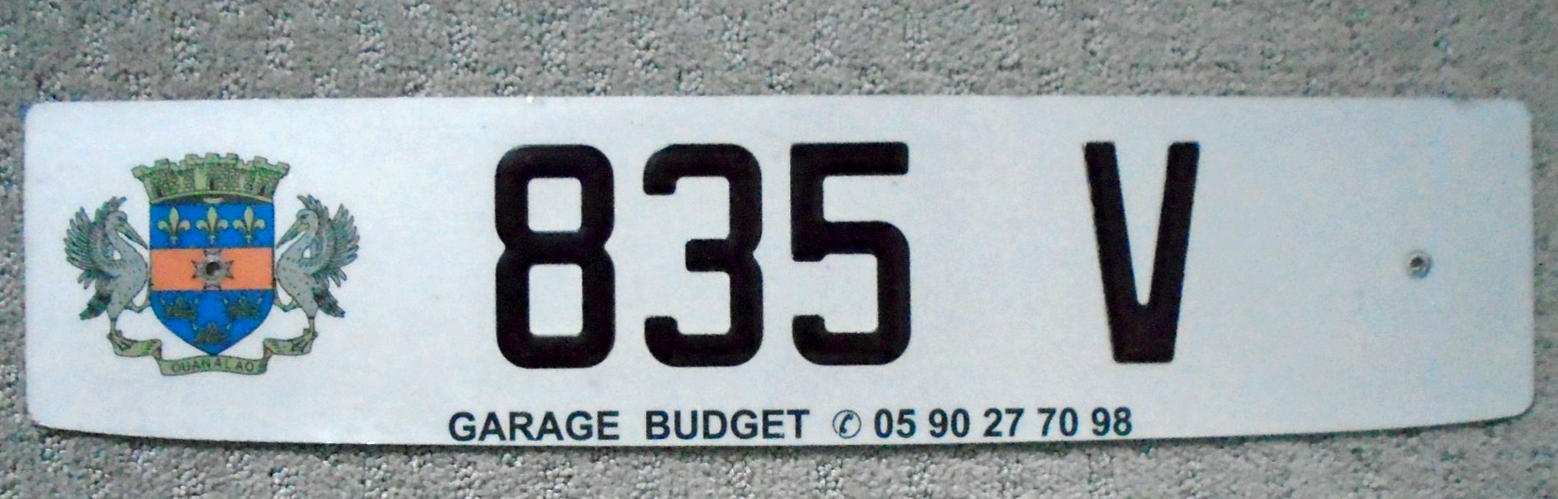 835 V
OUANALAO
GARAGE BUDGET ✆ 05 90 27 70 98